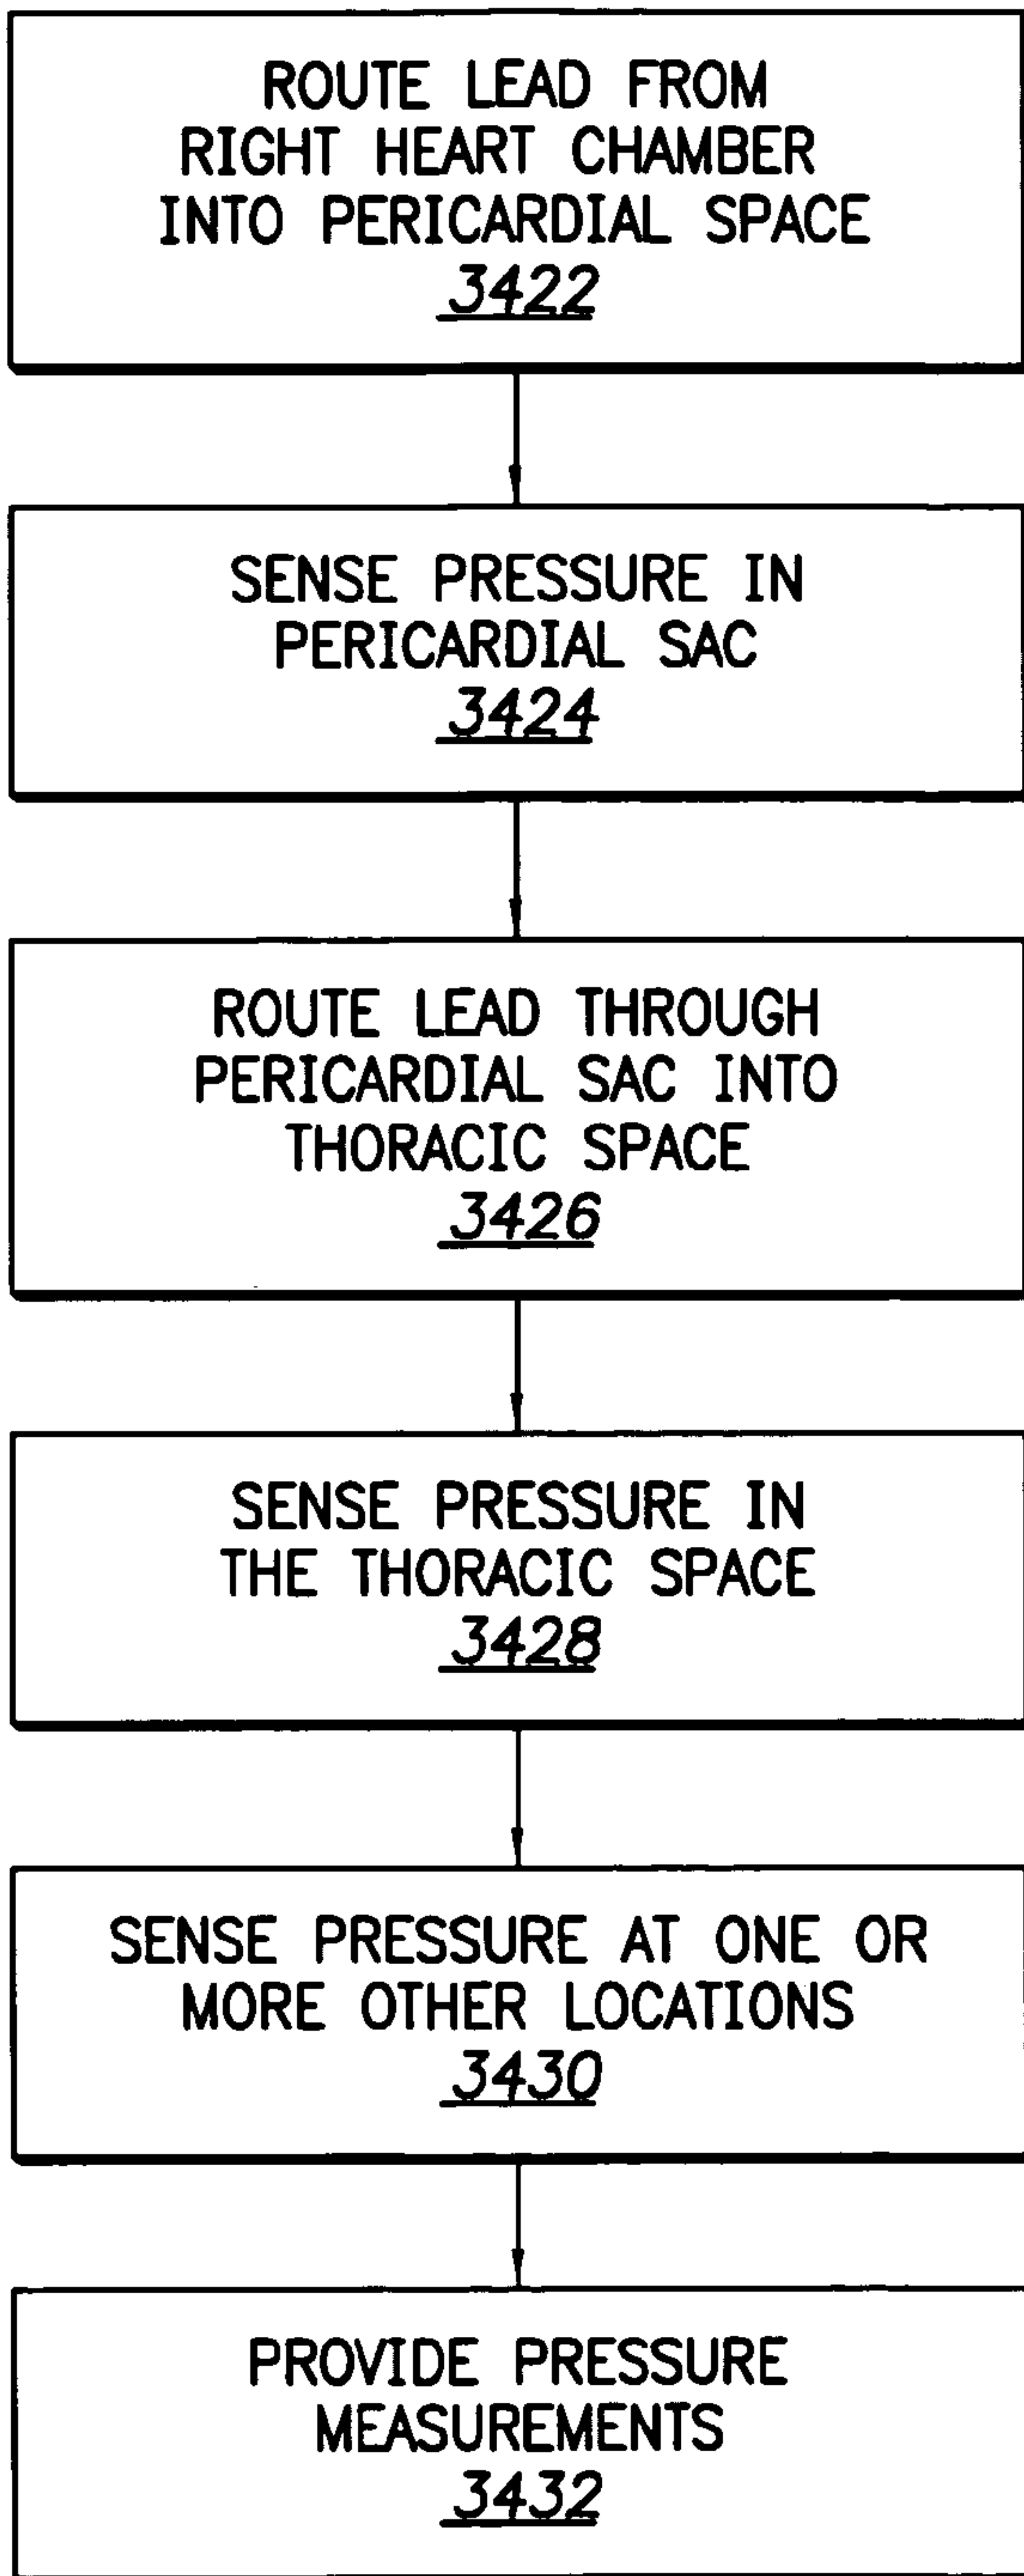 ROUTE LEAD FROM
RIGHT HEART CHAMBER
INTO PERICARDIAL SPACE
3422
SENSE PRESSURE IN
PERICARDIAL SAC
3424
ROUTE LEAD THROUGH
PERICARDIAL SAC INTO
THORACIC SPACE
3426
SENSE PRESSURE IN
THE THORACIC SPACE
3428
SENSE PRESSURE AT ONE OR
MORE OTHER LOCATIONS
3430
PROVIDE PRESSURE
MEASUREMENTS
3432